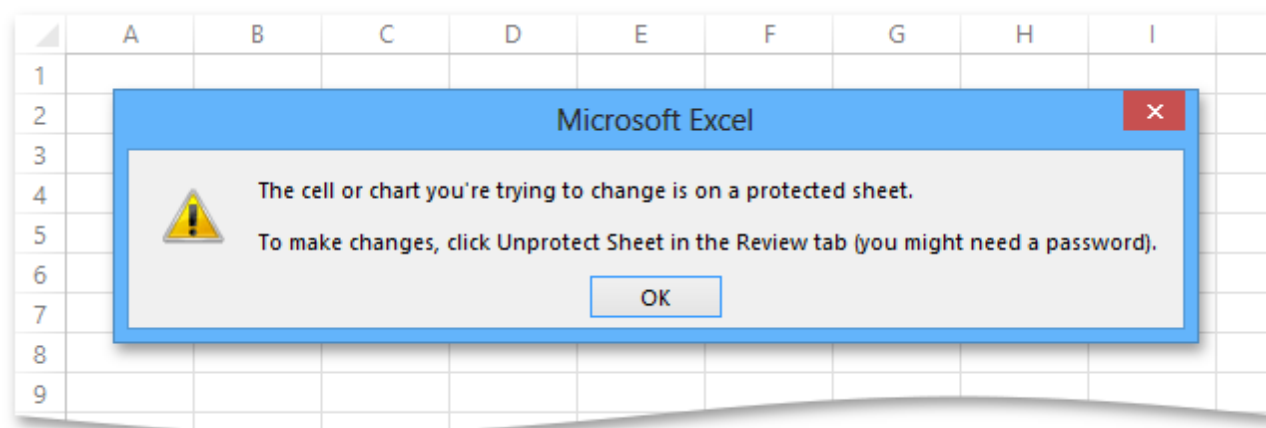 A B C D E F G H I
1
2
Microsoft Excel
3
The cell or chart you're trying to change is on a protected sheet.
4
5
To make changes, click Unprotect Sheet in the Review tab (you might need a password).
6
OK
7
8
9